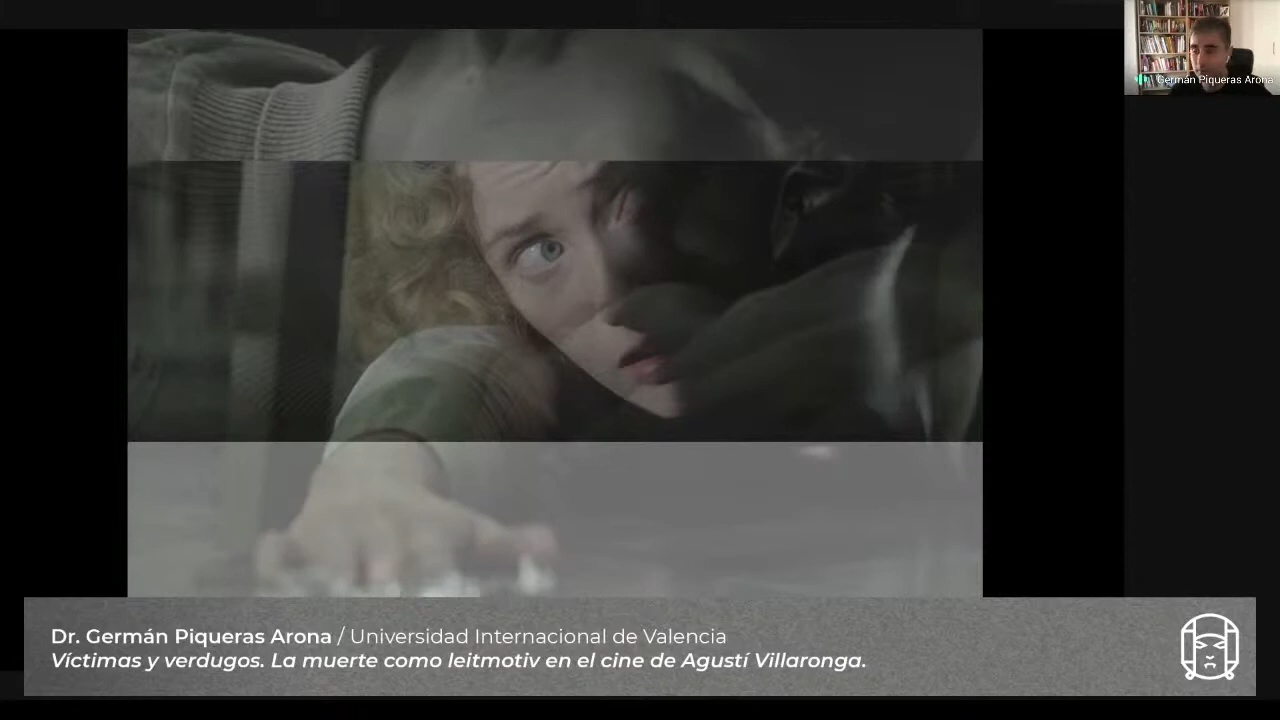 Germán Piqueras Arona
Dr. Germán Piqueras Arona / Universidad Internacional de Valencia
Víctimas y verdugos. La muerte como leitmotiv en el cine de Agustí Villaronga.